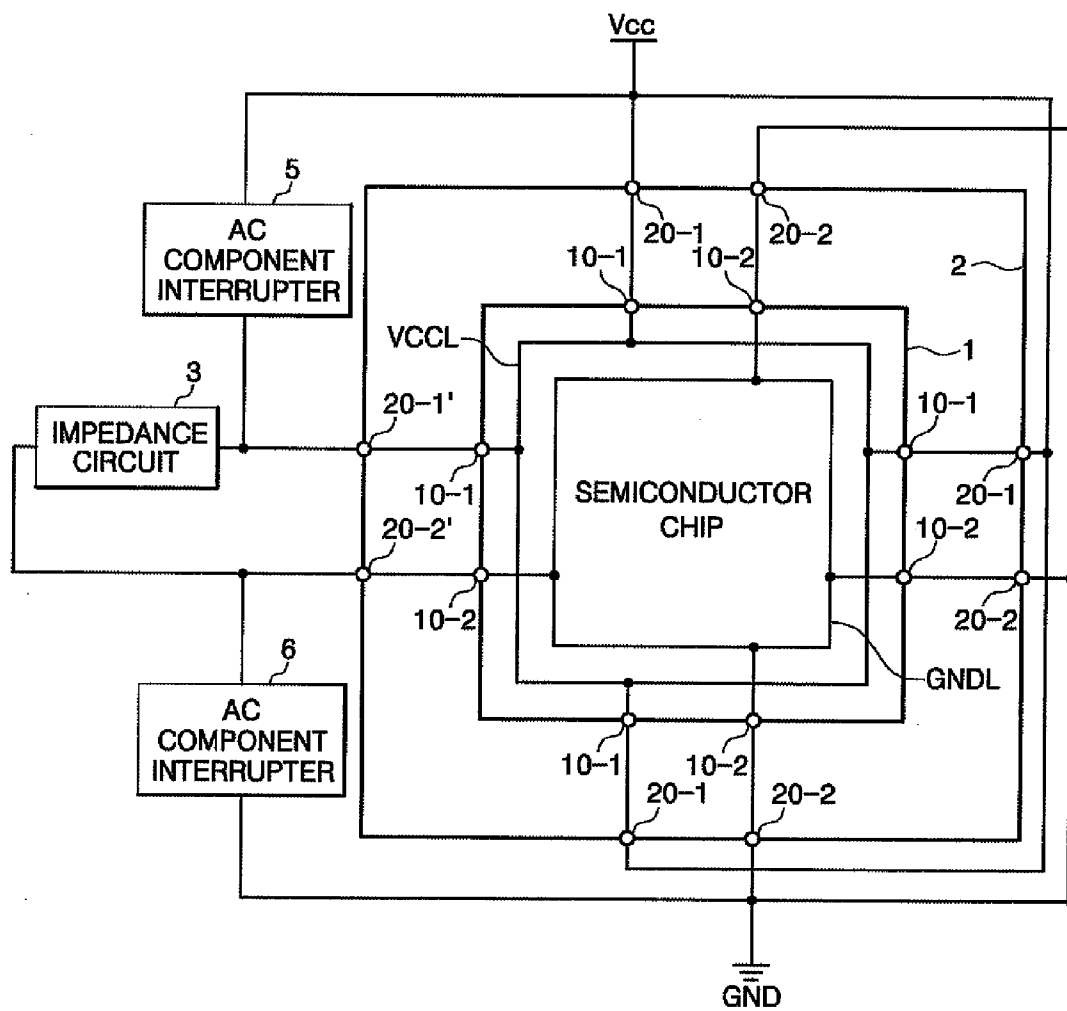 Vcc
5
AC
COMPONENT
INTERRUPTER
20-1
20-2
10-1
10-2
2
VCCL
1
3
IMPEDANCE
CIRCUIT
20-1'
10-1
10-1
20-1
SEMICONDUCTOR
CHIP
20-2'
10-2
10-2
20-2
6
AC
COMPONENT
INTERRUPTER
GNDL
10-1
10-2
20-1
20-2
GND